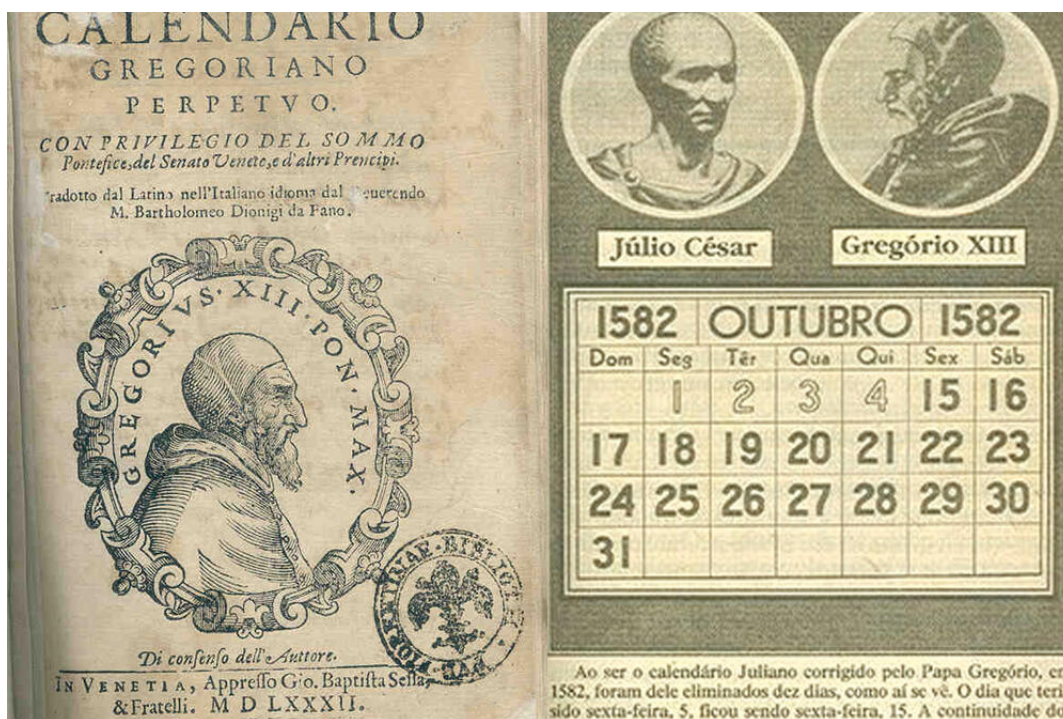 CALENDARIO
GREGORIANO
PERPETVO.
CON PRIVILEGIO DEL SOMMO
Pontefice, del Senato Veneto, e d'altri Prencipi.
radotto dal Latino nell'Italiano idioma dal Reuerendo
M. Bartholomeo Dionigi da Fano.
GREGORIVS · XIII · PON · MAX ·
Di consenso dell'Auttore.
IN VENETIA, Appresso Gio. Baptista Sessa,
& Fratelli. M D LXXXII.
Júlio César
Gregório XIII
1582 OUTUBRO 1582
Dom Seg Têr Qua Qui Sex Sáb
1 2 3 4 15 16
17 18 19 20 21 22 23
24 25 26 27 28 29 30
31
Ao ser o calendário Juliano corrigido pelo Papa Gregório, e
1582, foram dele eliminados dez dias, como aí se vê. O dia que ter
sido sexta-feira, 5, ficou sendo sexta-feira, 15. A continuidade d